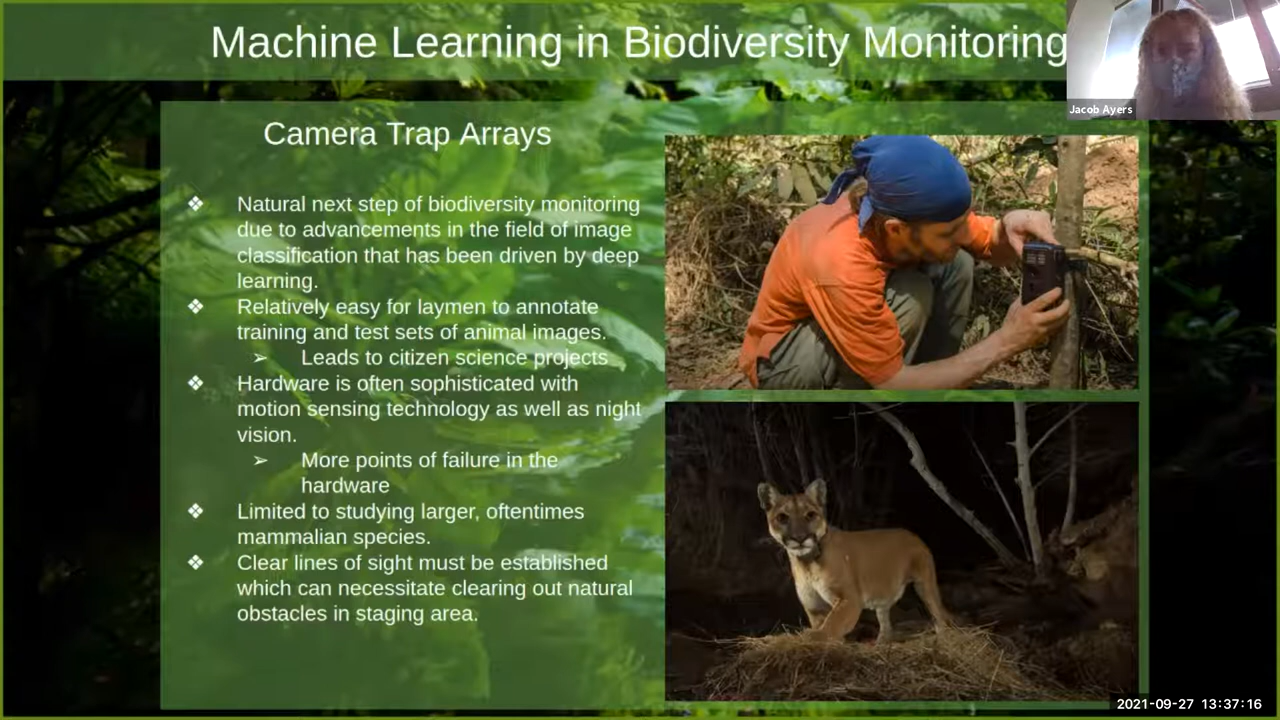 Machine Learning in Biodiversity Monitoring
Jacob Ayers
Camera Trap Arrays
❖ Natural next step of biodiversity monitoring
due to advancements in the field of image
classification that has been driven by deep
learning.
❖ Relatively easy for laymen to annotate
training and test sets of animal images.
➢ Leads to citizen science projects
❖ Hardware is often sophisticated with
motion sensing technology as well as night
vision.
➢ More points of failure in the
hardware
❖ Limited to studying larger, oftentimes
mammalian species.
❖ Clear lines of sight must be established
which can necessitate clearing out natural
obstacles in staging area.
2021-09-27 13:37:16